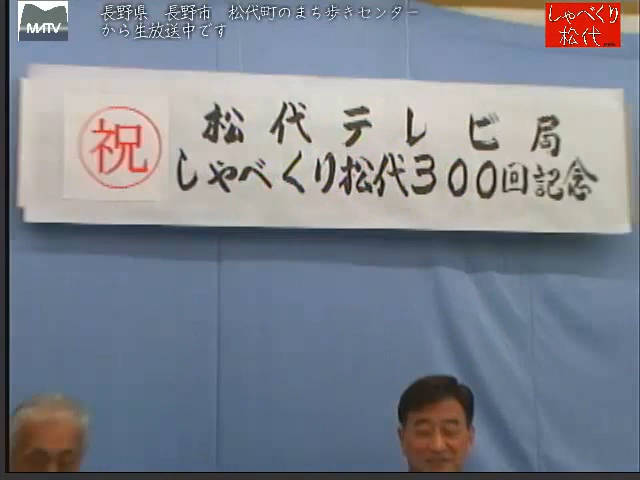 MATV
長野県 長野市 松代町のまち歩きセンター
から生放送中です
しゃべくり
松代
祝
松代テレビ局
しゃべくり松代300回記念